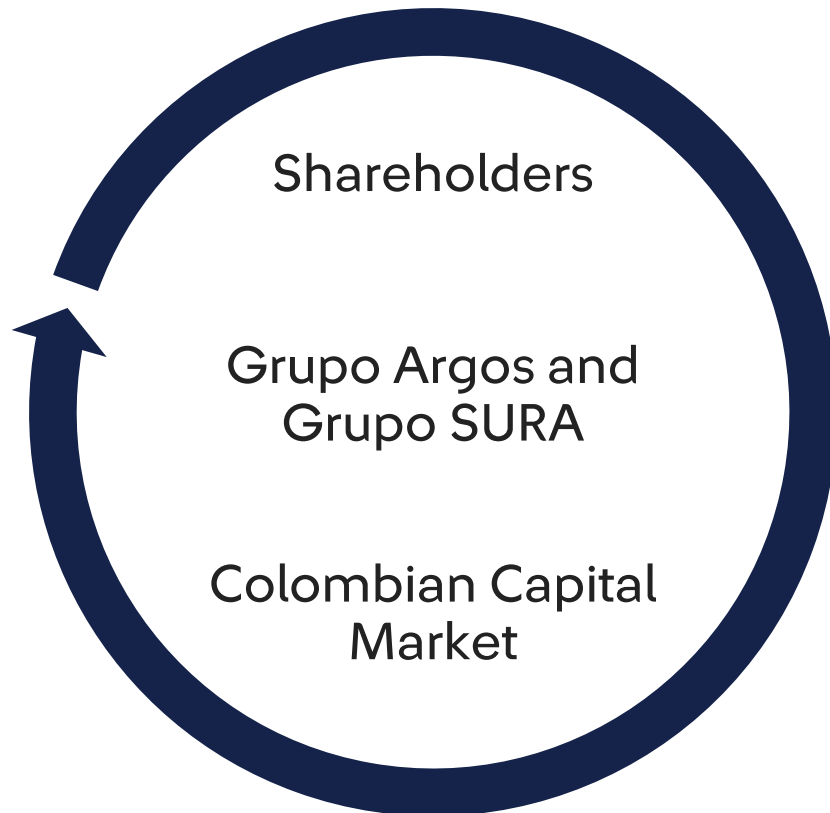 Shareholders
Grupo Argos and
Grupo SURA
Colombian Capital
Market